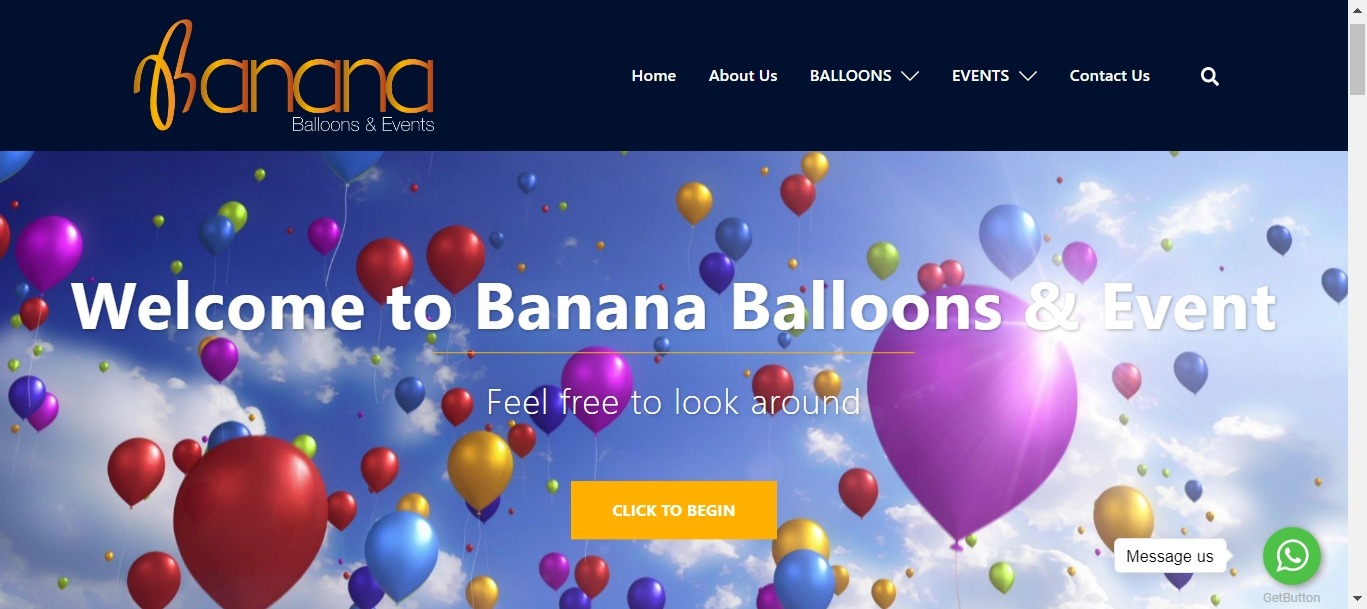 Banana
Balloons & Events
Home About Us BALLOONS EVENTS Contact Us
Welcome to Banana Balloons & Event
Feel free to look around
CLICK TO BEGIN
Message us
GetButton